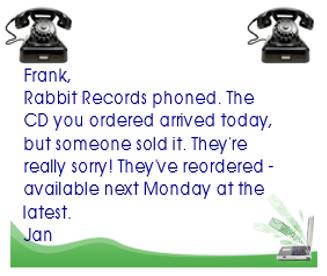 Frank,
Rabbit Records phoned. The
CD you ordered arrived today,
but someone sold it. They're
really sorry! They've reordered -
available next Monday at the
latest.
Jan